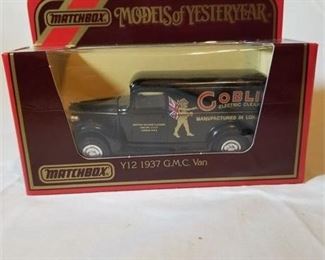 MATCHBOX
MODELS of YESTERYEAR
GOBLI
ELECTRIC CLEA
MANUFACTURED IN LON
Y12 1937 G.M.C. Van
MATCHBOX